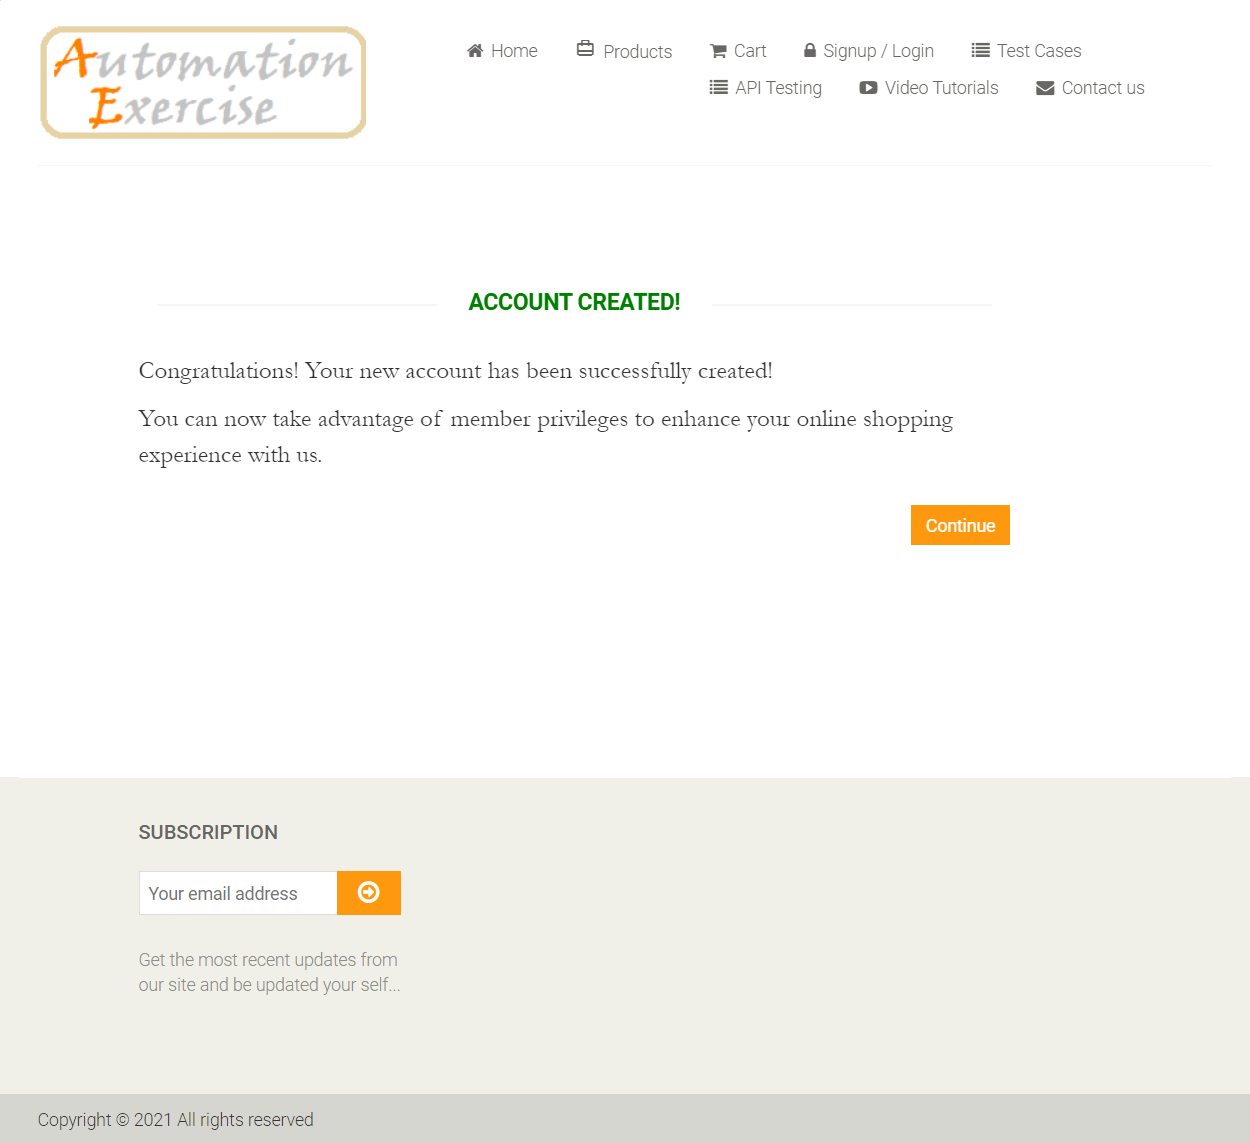 Automation
Exercise
Home
Products
Cart
Signup / Login
Test Cases
API Testing
Video Tutorials
Contact us
ACCOUNT CREATED!
Congratulations! Your new account has been successfully created!
You can now take advantage of member privileges to enhance your online shopping
experience with us.
Continue
SUBSCRIPTION
Your email address
Get the most recent updates from
our site and be updated your self...
Copyright © 2021 All rights reserved